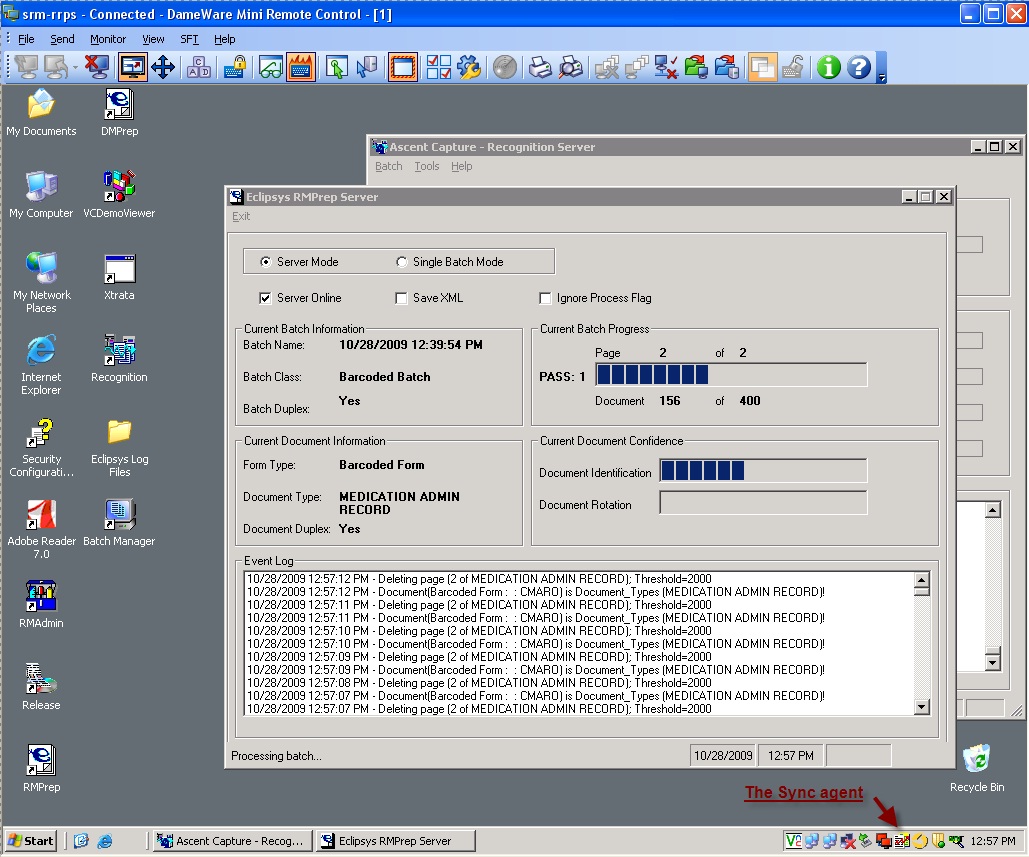 srm-rrps - Connected - DameWare Mini Remote Control - [1]
File Send Monitor View SFT Help
My Documents
DMPrep
My Computer
VCDemoViewer
My Network
Places
Xtrata
Internet
Explorer
Recognition
Security
Configurati...
Eclipsys Log
Files
Adobe Reader
7.0
Batch Manager
RMAdmin
Release
RMPrep
Ascent Capture - Recognition Server
Batch Tools Help
Eclipsys RMPrep Server
Exit
Server Mode Single Batch Mode
Server Online Save XML Ignore Process Flag
Current Batch Information
Batch Name: 10/28/2009 12:39:54 PM
Batch Class: Barcoded Batch
Batch Duplex: Yes
Current Batch Progress
Page 2 of 2
PASS: 1
Document 156 of 400
Current Document Information
Form Type: Barcoded Form
Document Type: MEDICATION ADMIN
RECORD
Document Duplex: Yes
Current Document Confidence
Document Identification
Document Rotation
Event Log
10/28/2009 12:57:12 PM - Deleting page (2 of MEDICATION ADMIN RECORD); Threshold=2000
10/28/2009 12:57:12 PM - Document(Barcoded Form : : CMARO) is Document_Types (MEDICATION ADMIN RECORD)!
10/28/2009 12:57:11 PM - Deleting page (2 of MEDICATION ADMIN RECORD); Threshold=2000
10/28/2009 12:57:11 PM - Document(Barcoded Form : : CMARO) is Document_Types (MEDICATION ADMIN RECORD)!
10/28/2009 12:57:10 PM - Deleting page (2 of MEDICATION ADMIN RECORD); Threshold=2000
10/28/2009 12:57:10 PM - Document(Barcoded Form : : CMARO) is Document_Types (MEDICATION ADMIN RECORD)!
10/28/2009 12:57:09 PM - Deleting page (2 of MEDICATION ADMIN RECORD); Threshold=2000
10/28/2009 12:57:09 PM - Document(Barcoded Form : : CMARO) is Document_Types (MEDICATION ADMIN RECORD)!
10/28/2009 12:57:08 PM - Deleting page (2 of MEDICATION ADMIN RECORD); Threshold=2000
10/28/2009 12:57:07 PM - Document(Barcoded Form : : CMARO) is Document_Types (MEDICATION ADMIN RECORD)!
10/28/2009 12:57:07 PM - Deleting page (2 of MEDICATION ADMIN RECORD); Threshold=2000
Processing batch... 10/28/2009 12:57 PM
Recycle Bin
The Sync agent
Start Ascent Capture - Recog... Eclipsys RMPrep Server 12:57 PM